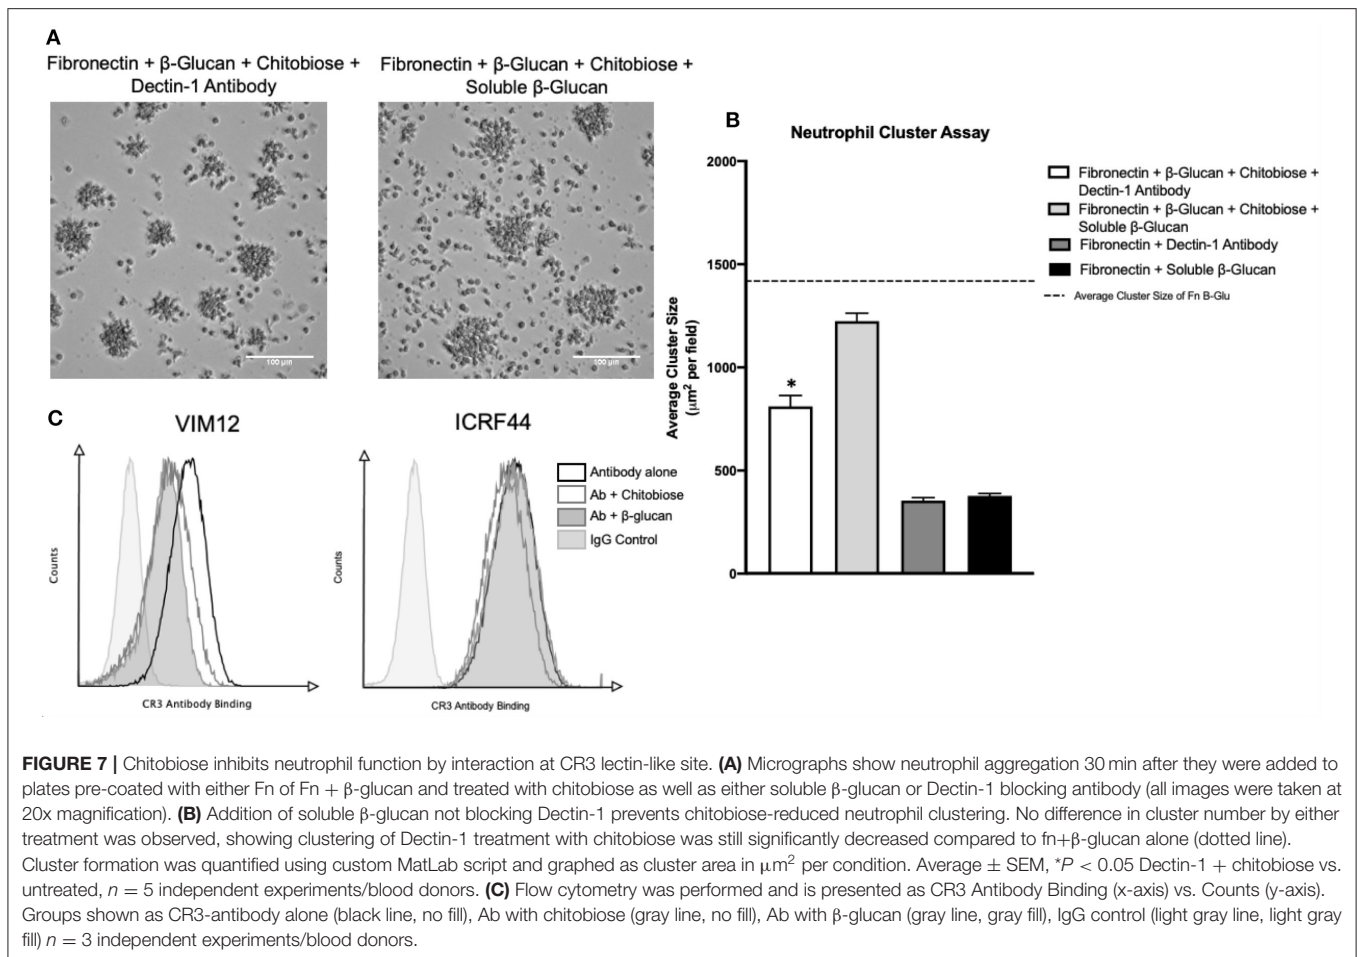 A
Fibronectin + β-Glucan + Chitobiose +
Dectin-1 Antibody
Fibronectin + β-Glucan + Chitobiose +
Soluble β-Glucan
100 µm
100 µm
B
Neutrophil Cluster Assay
Average Cluster Size
(µm² per field)
2000
1500
1000
500
0
*
Fibronectin + β-Glucan + Chitobiose +
Dectin-1 Antibody
Fibronectin + β-Glucan + Chitobiose +
Soluble β-Glucan
Fibronectin + Dectin-1 Antibody
Fibronectin + Soluble β-Glucan
Average Cluster Size of Fn B-Glu
C
VIM12
Counts
CR3 Antibody Binding
ICRF44
Counts
CR3 Antibody Binding
Antibody alone
Ab + Chitobiose
Ab + β-glucan
IgG Control
FIGURE 7 | Chitobiose inhibits neutrophil function by interaction at CR3 lectin-like site. (A) Micrographs show neutrophil aggregation 30 min after they were added to
plates pre-coated with either Fn of Fn + β-glucan and treated with chitobiose as well as either soluble β-glucan or Dectin-1 blocking antibody (all images were taken at
20x magnification). (B) Addition of soluble β-glucan not blocking Dectin-1 prevents chitobiose-reduced neutrophil clustering. No difference in cluster number by either
treatment was observed, showing clustering of Dectin-1 treatment with chitobiose was still significantly decreased compared to fn+β-glucan alone (dotted line).
Cluster formation was quantified using custom MatLab script and graphed as cluster area in µm² per condition. Average ± SEM, *P < 0.05 Dectin-1 + chitobiose vs.
untreated, n = 5 independent experiments/blood donors. (C) Flow cytometry was performed and is presented as CR3 Antibody Binding (x-axis) vs. Counts (y-axis).
Groups shown as CR3-antibody alone (black line, no fill), Ab with chitobiose (gray line, no fill), Ab with β-glucan (gray line, gray fill), IgG control (light gray line, light gray
fill) n = 3 independent experiments/blood donors.